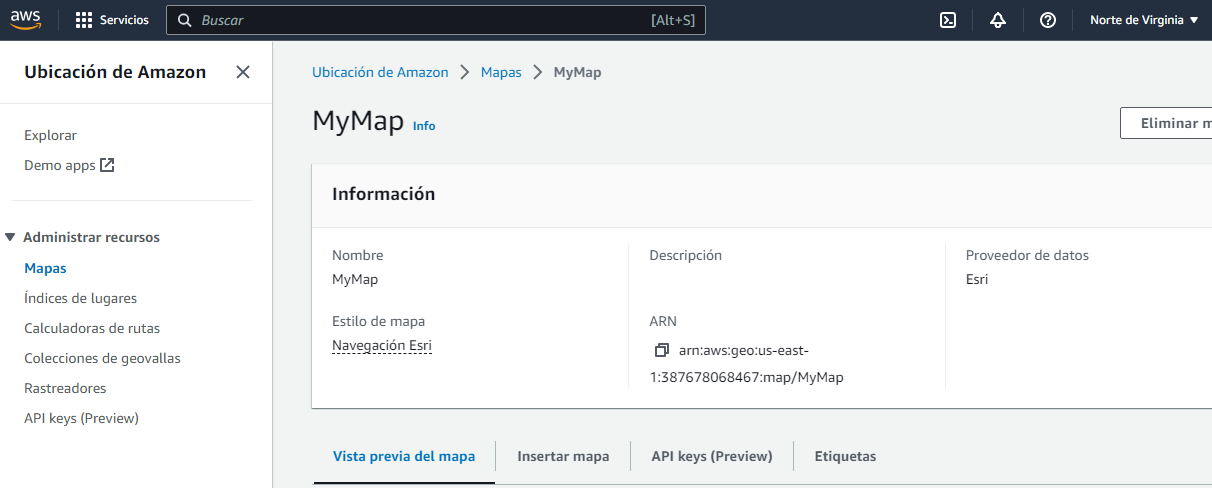 aws
Servicios
Buscar
[Alt+S]
Norte de Virginia
Ubicación de Amazon
Explorar
Demo apps
Administrar recursos
Mapas
Índices de lugares
Calculadoras de rutas
Colecciones de geovallas
Rastreadores
API keys (Preview)
Ubicación de Amazon > Mapas > MyMap
MyMap Info
Eliminar m
Información
Nombre
MyMap
Descripción
Proveedor de datos
Esri
Estilo de mapa
Navegación Esri
ARN
arn:aws:geo:us-east-
1:387678068467:map/MyMap
Vista previa del mapa
Insertar mapa
API keys (Preview)
Etiquetas